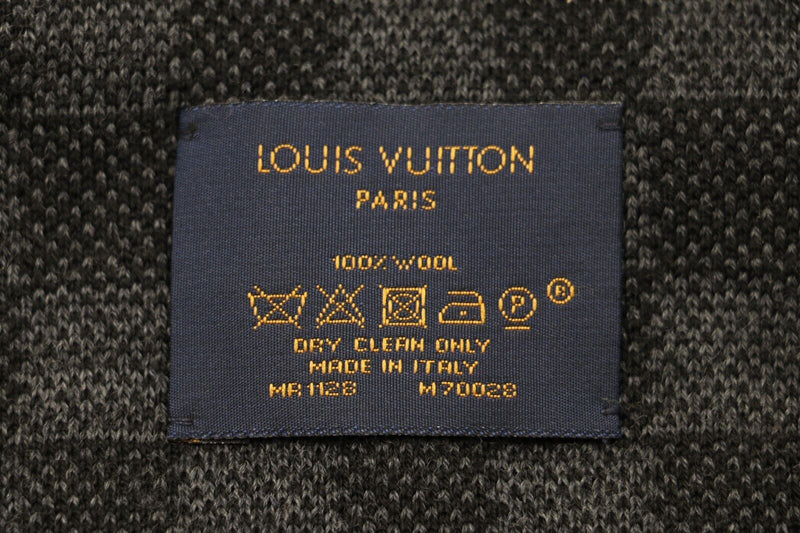 LOUIS VUITTON
PARIS
100% WOOL
P ®
DRY CLEAN ONLY
MADE IN ITALY
MR1128 M70028